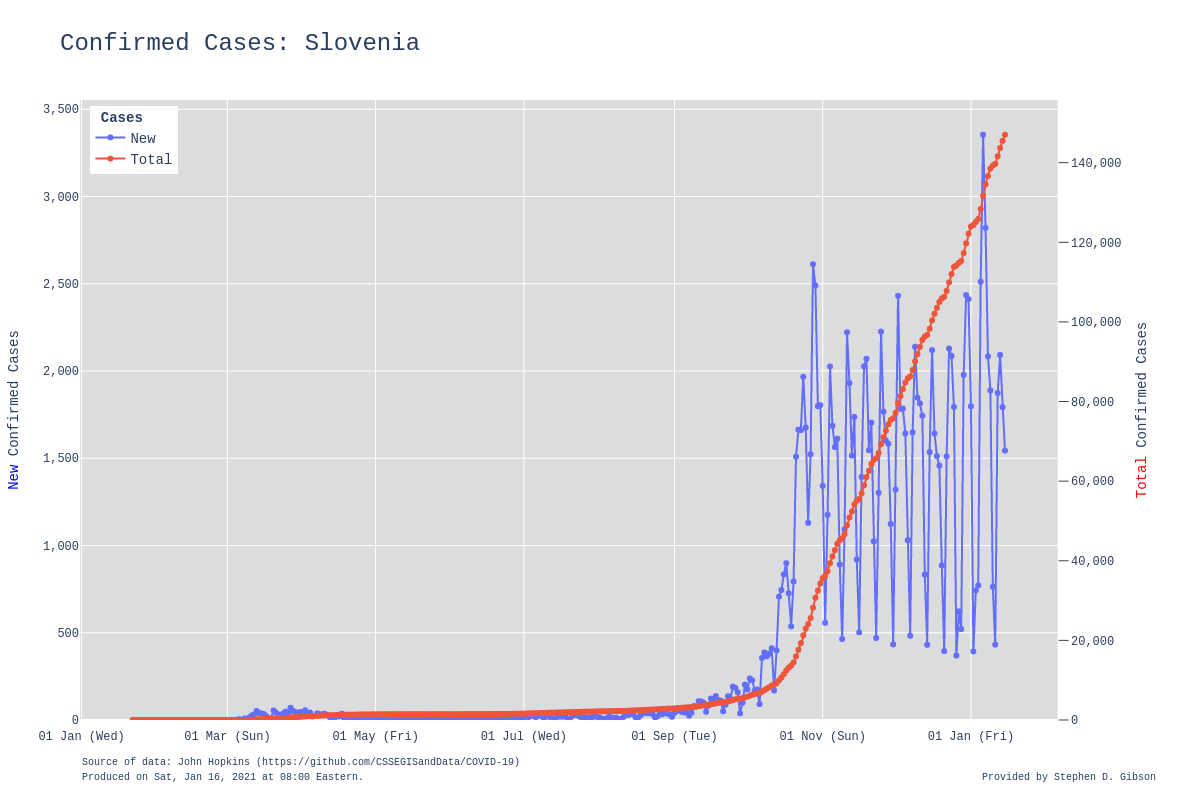 Confirmed Cases: Slovenia
Cases
New
Total
3,500
3,000
2,500
2,000
1,500
1,000
500
0
140,000
120,000
100,000
80,000
60,000
40,000
20,000
0
New Confirmed Cases
Total Confirmed Cases
01 Jan (Wed) 01 Mar (Sun) 01 May (Fri) 01 Jul (Wed) 01 Sep (Tue) 01 Nov (Sun) 01 Jan (Fri)
Source of data: John Hopkins (https://github.com/CSSEGISandData/COVID-19)
Produced on Sat, Jan 16, 2021 at 08:00 Eastern.
Provided by Stephen D. Gibson